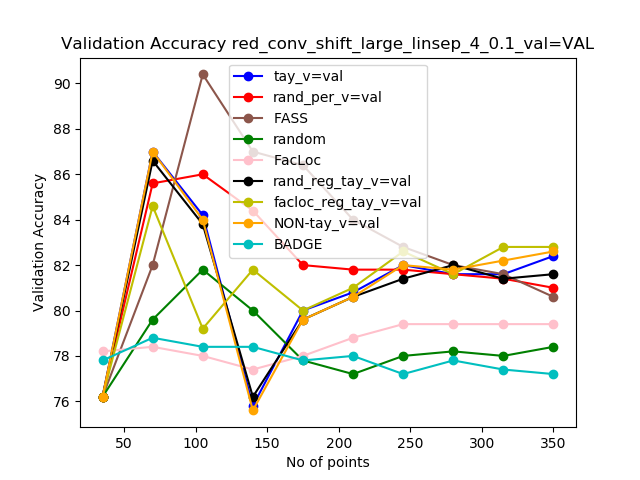 Validation Accuracy red_conv_shift_large_linsep_4_0.1_val=VAL
90
88
86
84
82
80
78
76
Validation Accuracy
tay_v=val
rand_per_v=val
FASS
random
FacLoc
rand_reg_tay_v=val
facloc_reg_tay_v=val
NON-tay_v=val
BADGE
50 100 150 200 250 300 350
No of points